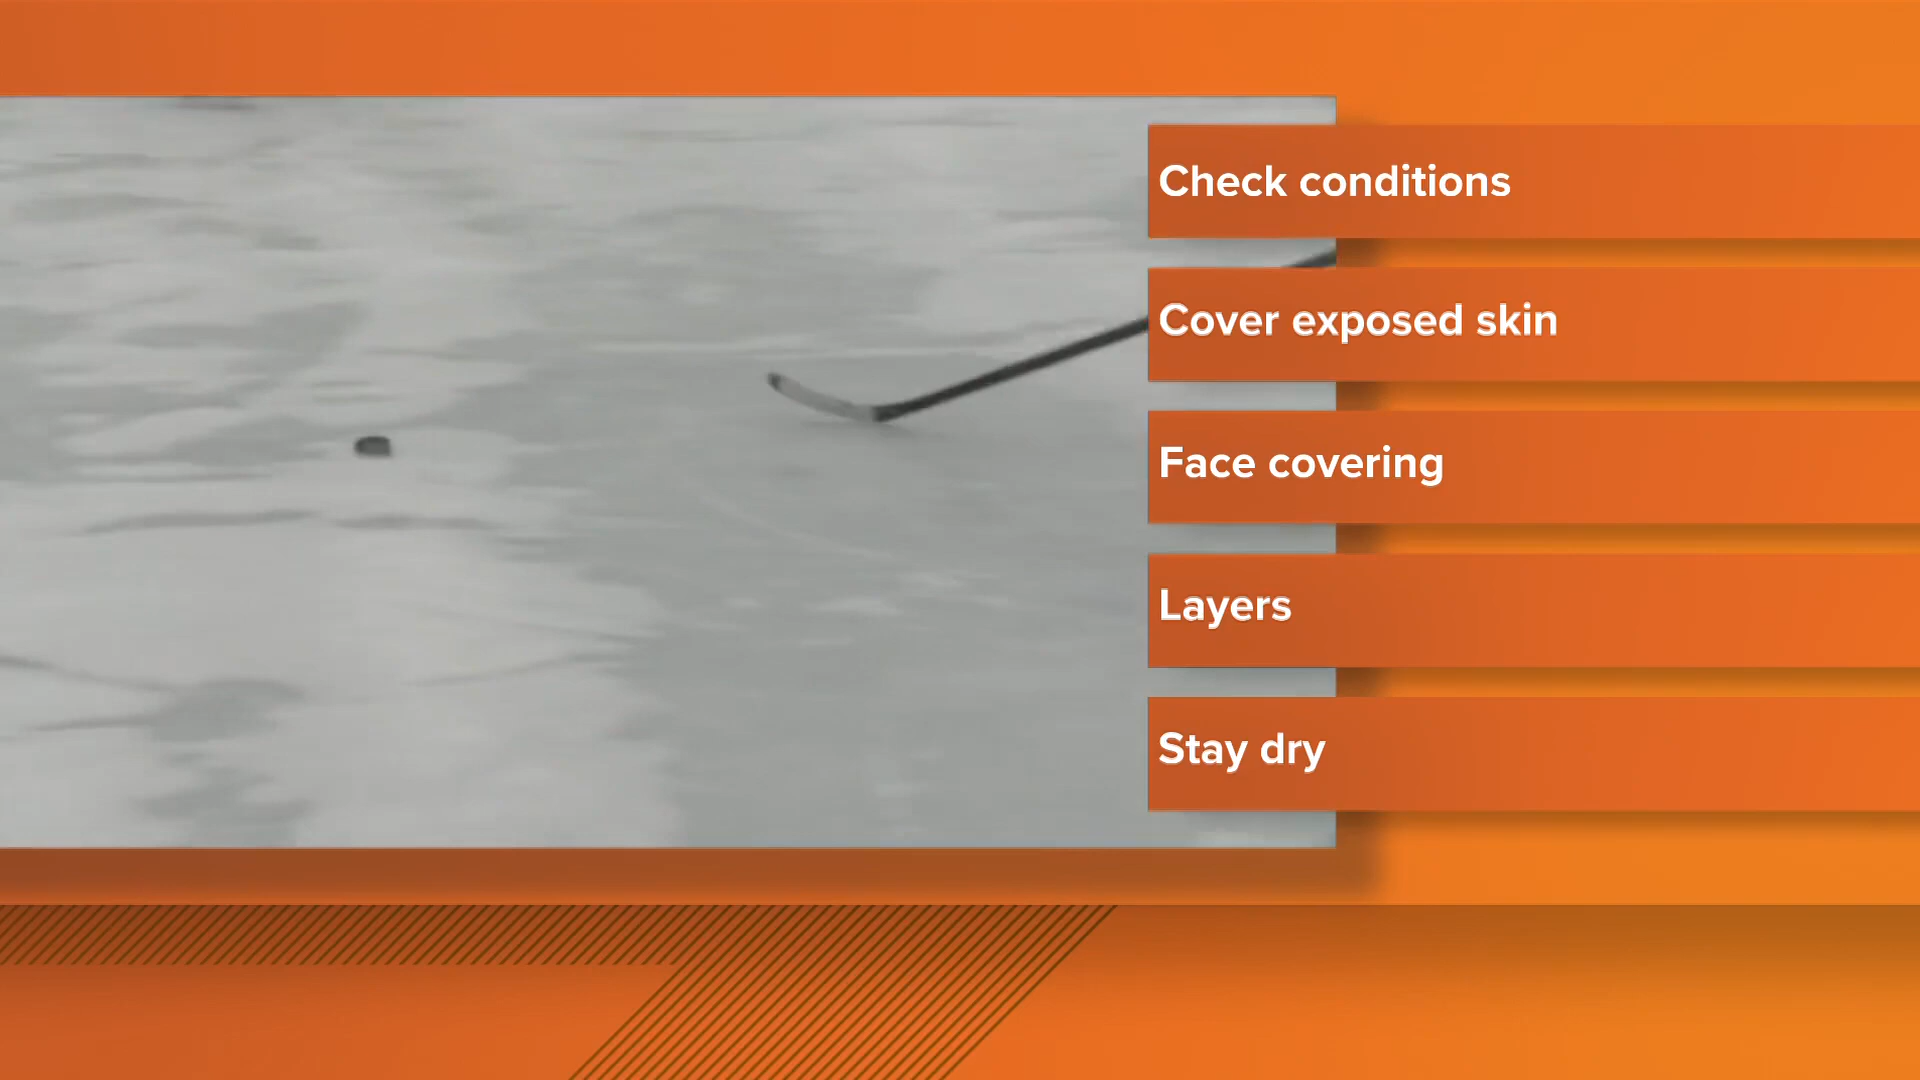 Check conditions
Cover exposed skin
Face covering
Layers
Stay dry